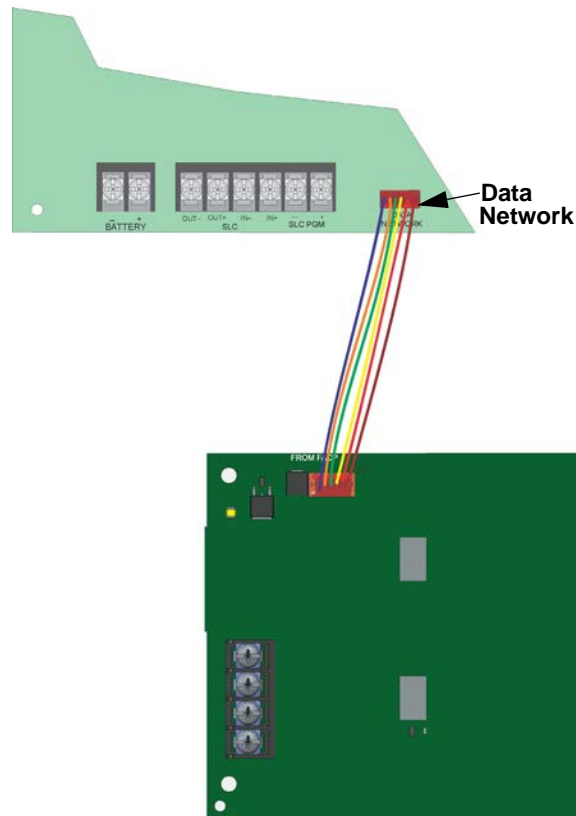 Data
Network
– +
BATTERY
OUT– OUT+ IN– IN+ – +
SLC SLC PGM
FROM